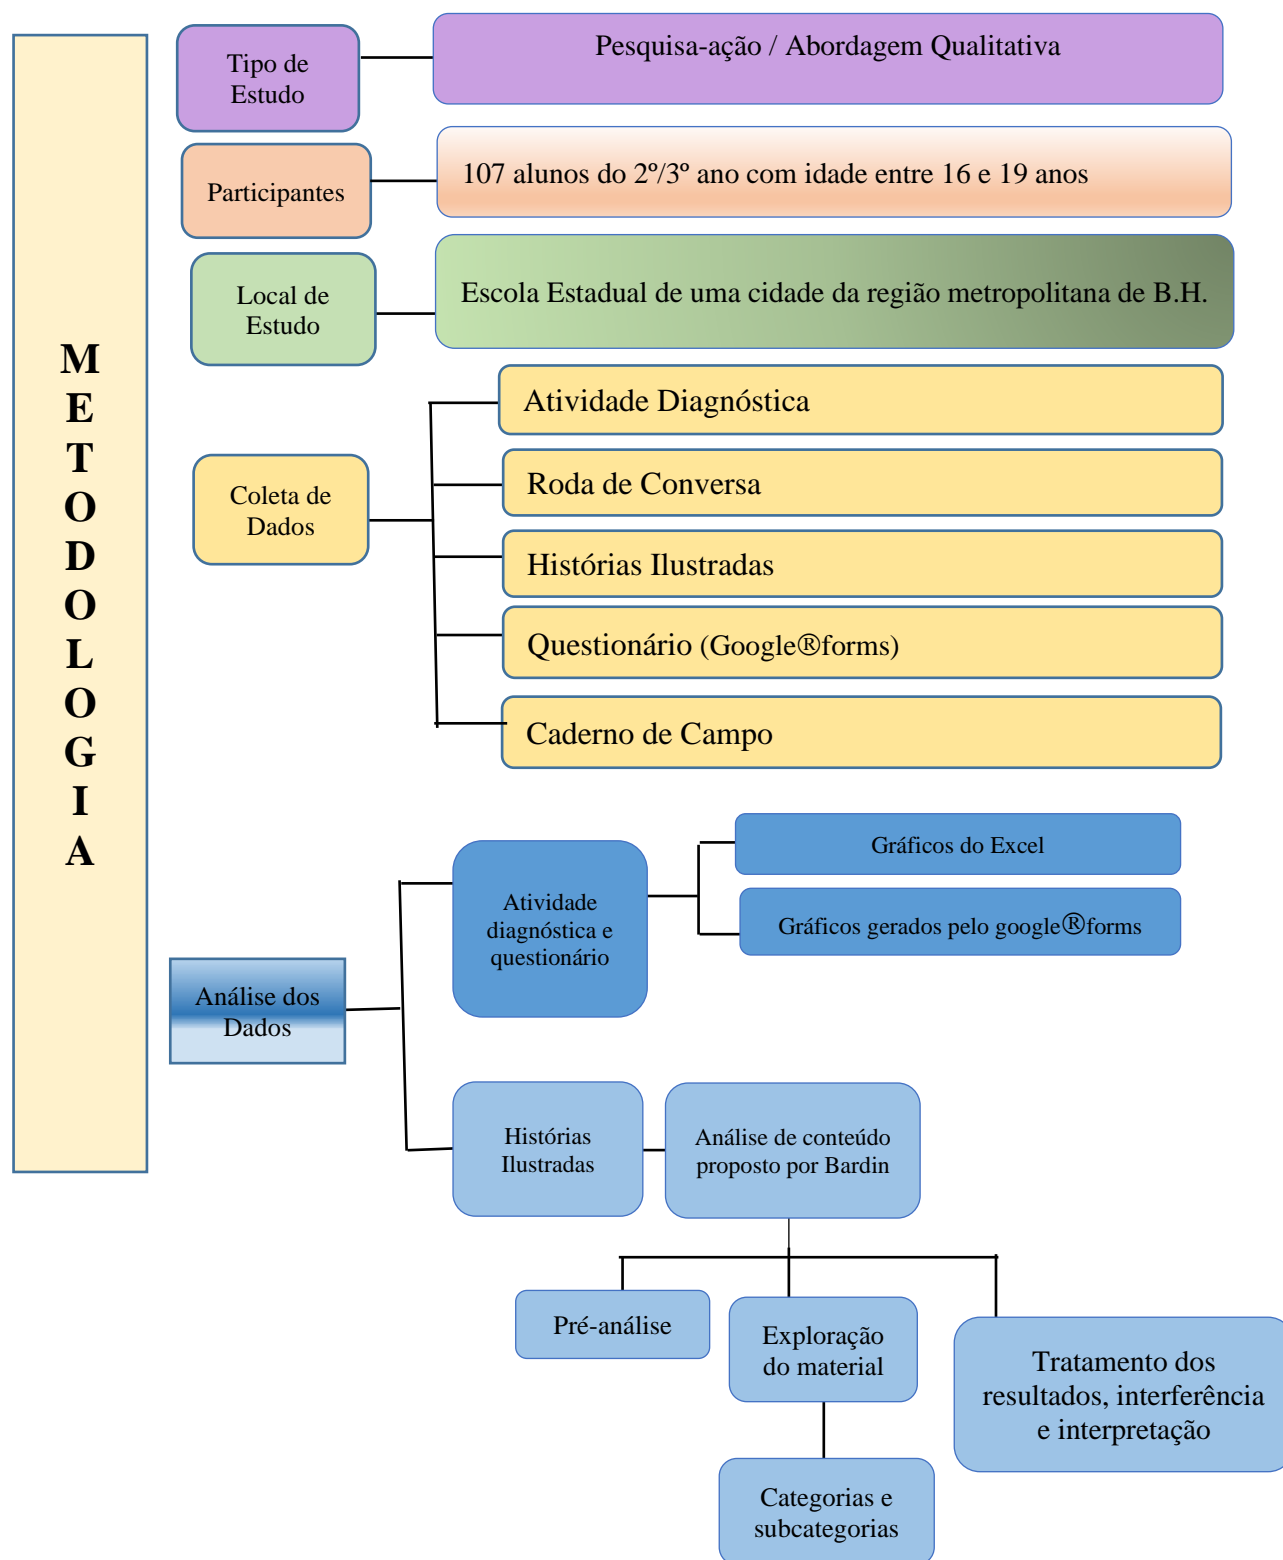 METODOLOGIA
Tipo de
Estudo
Pesquisa-ação / Abordagem Qualitativa
Participantes
107 alunos do 2º/3º ano com idade entre 16 e 19 anos
Local de
Estudo
Escola Estadual de uma cidade da região metropolitana de B.H.
Coleta de
Dados
Atividade Diagnóstica
Roda de Conversa
Histórias Ilustradas
Questionário (Google®forms)
Caderno de Campo
Análise dos
Dados
Atividade
diagnóstica e
questionário
Gráficos do Excel
Gráficos gerados pelo google®forms
Histórias
Ilustradas
Análise de conteúdo
proposto por Bardin
Pré-análise
Exploração
do material
Categorias e
subcategorias
Tratamento dos
resultados, interferência
e interpretação